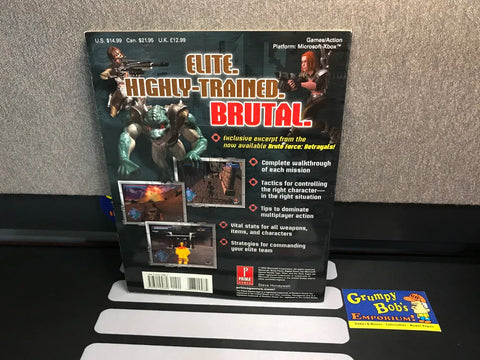 U.S. $14.99 Can. $21.95 U.K. £12.99
Games/Action
Platform: Microsoft Xbox™
ELITE.
HIGHLY-TRAINED.
BRUTAL.
Exclusive excerpt from the
now available Brute Force: Betrayals!
Complete walkthrough
of each mission
Tactics for controlling
the right character—
in the right situation
Tips to dominate
multiplayer action
Vital stats for all weapons,
items, and characters
Strategies for commanding
your elite team
PRIMA
Steve Honeywell
Grumpy
Bob's
EMPORIUM!